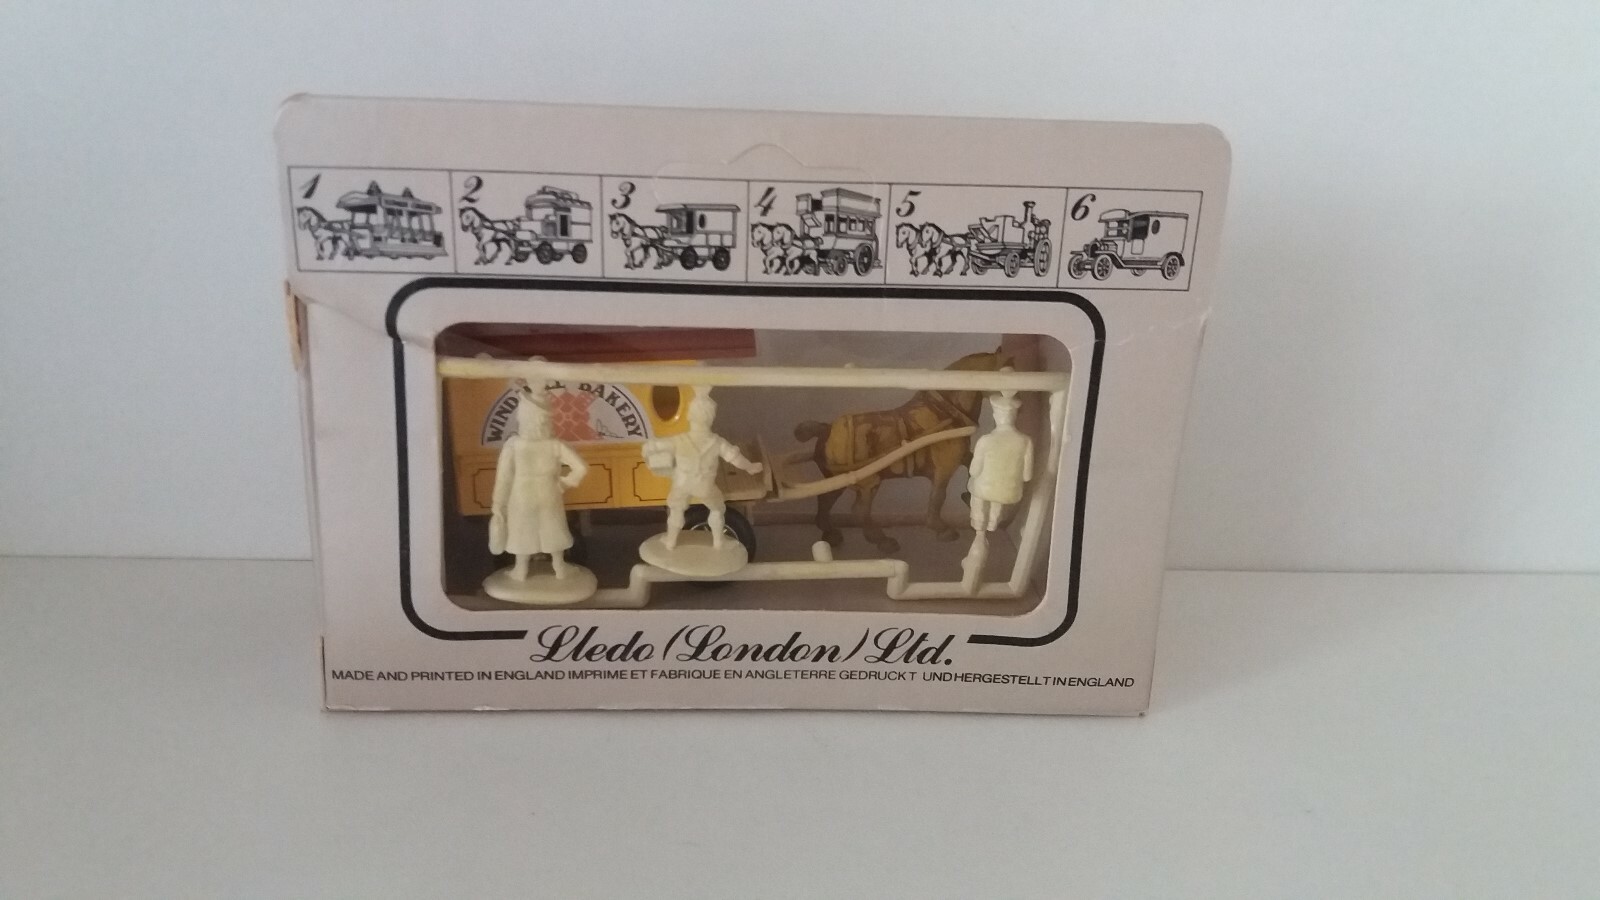 1 2 3 4 5 6
BAKERY
Lledo (London) Ltd.
MADE AND PRINTED IN ENGLAND IMPRIME ET FABRIQUE EN ANGLETERRE GEDRUCKT UND HERGESTELLT IN ENGLAND